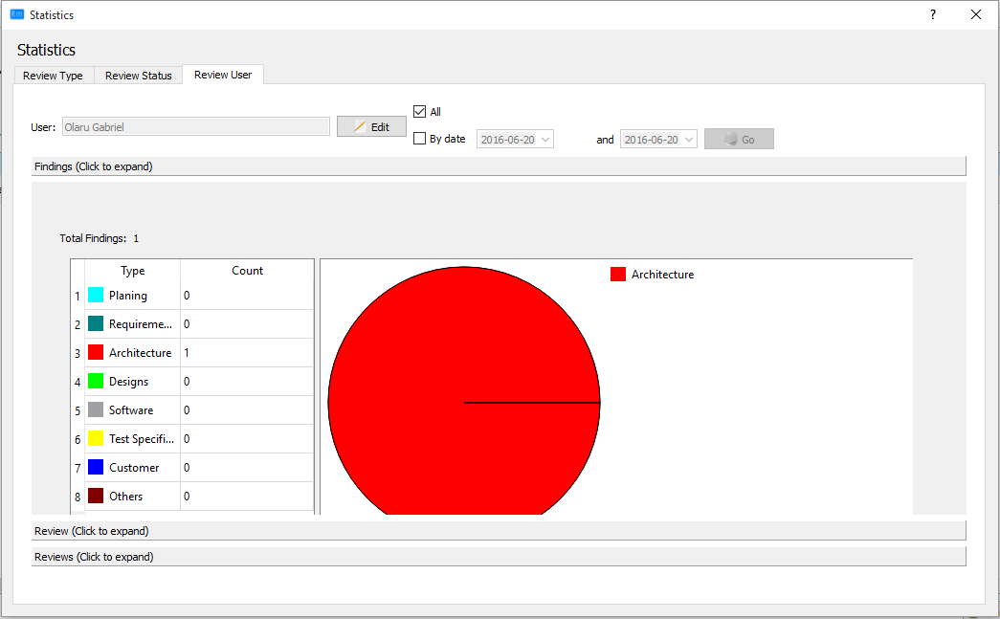 Statistics
Statistics
Review Type Review Status Review User
All
User: Olaru Gabriel Edit
By date 2016-06-20 and 2016-06-20 Go
Findings (Click to expand)
Total Findings: 1
Type Count
Architecture
1 Planing 0
2 Requireme... 0
3 Architecture 1
4 Designs 0
5 Software 0
6 Test Specifi... 0
7 Customer 0
8 Others 0
Review (Click to expand)
Reviews (Click to expand)